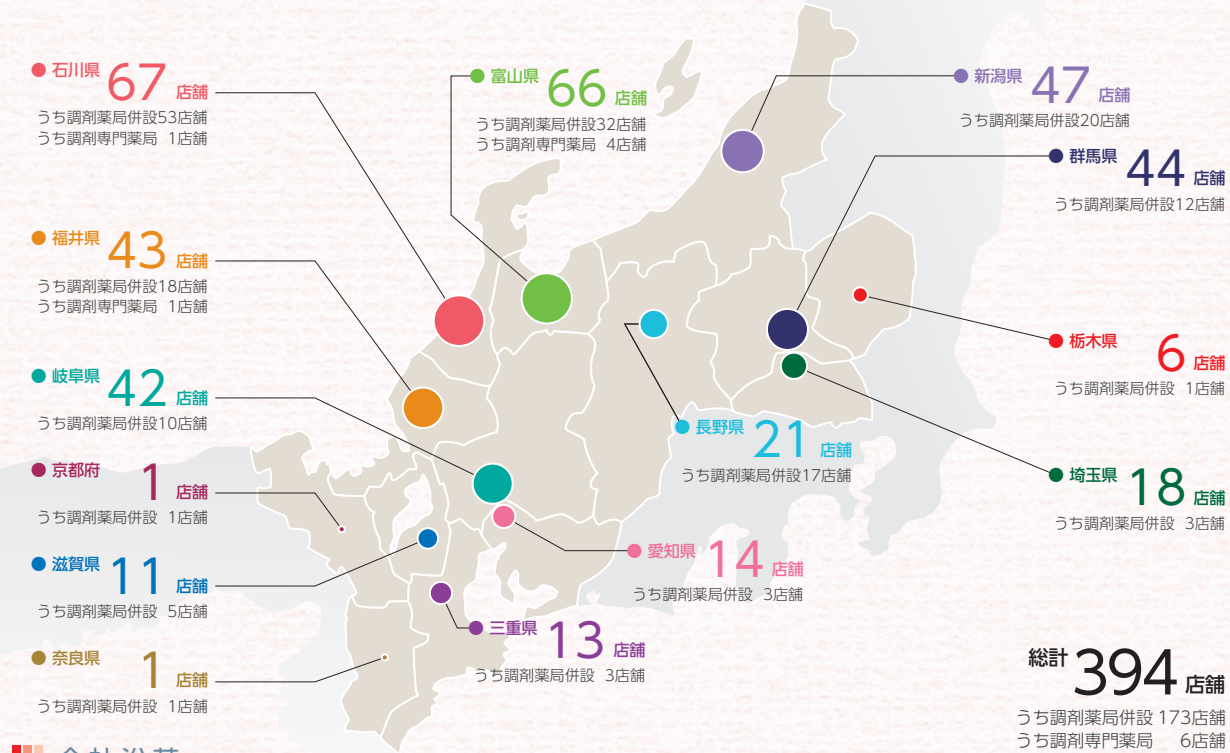 石川県 67 店舗
うち調剤薬局併設53店舗
うち調剤専門薬局 1店舗
富山県 66 店舗
うち調剤薬局併設32店舗
うち調剤専門薬局 4店舗
新潟県 47 店舗
うち調剤薬局併設20店舗
群馬県 44 店舗
うち調剤薬局併設12店舗
福井県 43 店舗
うち調剤薬局併設18店舗
うち調剤専門薬局 1店舗
栃木県 6 店舗
うち調剤薬局併設 1店舗
岐阜県 42 店舗
うち調剤薬局併設10店舗
長野県 21 店舗
うち調剤薬局併設17店舗
京都府 1 店舗
うち調剤薬局併設 1店舗
埼玉県 18 店舗
うち調剤薬局併設 3店舗
滋賀県 11 店舗
うち調剤薬局併設 5店舗
愛知県 14 店舗
うち調剤薬局併設 3店舗
三重県 13 店舗
うち調剤薬局併設 3店舗
奈良県 1 店舗
うち調剤薬局併設 1店舗
総計 394 店舗
うち調剤薬局併設 173店舗
うち調剤専門薬局 6店舗